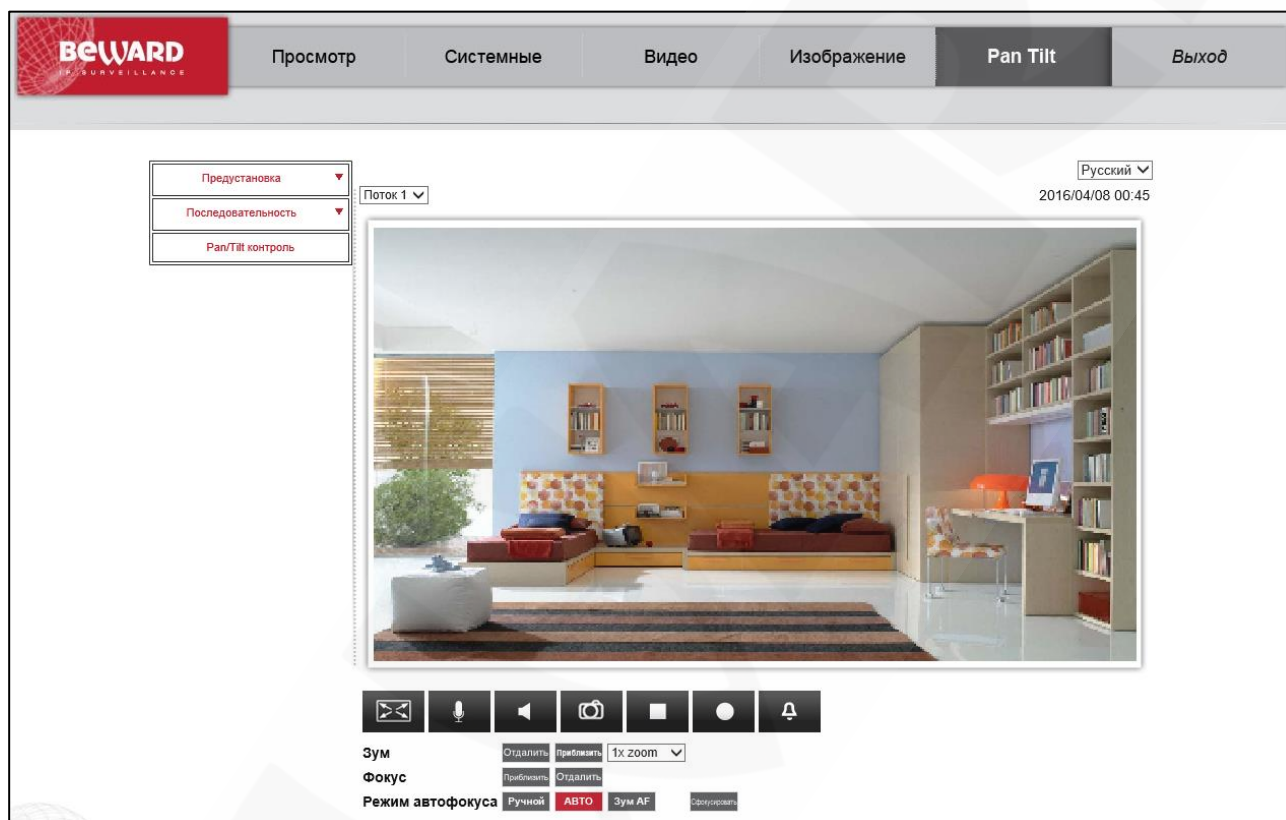 BEWARD
IP SURVEILLANCE
Просмотр
Системные
Видео
Изображение
Pan Tilt
Выход
Предустановка
Последовательность
Pan/Tilt контроль
Русский
Поток 1
2016/04/08 00:45
Зум Отдалить Приблизить 1x zoom
Фокус Приблизить Отдалить
Режим автофокуса Ручной АВТО Зум AF Сфокусировать